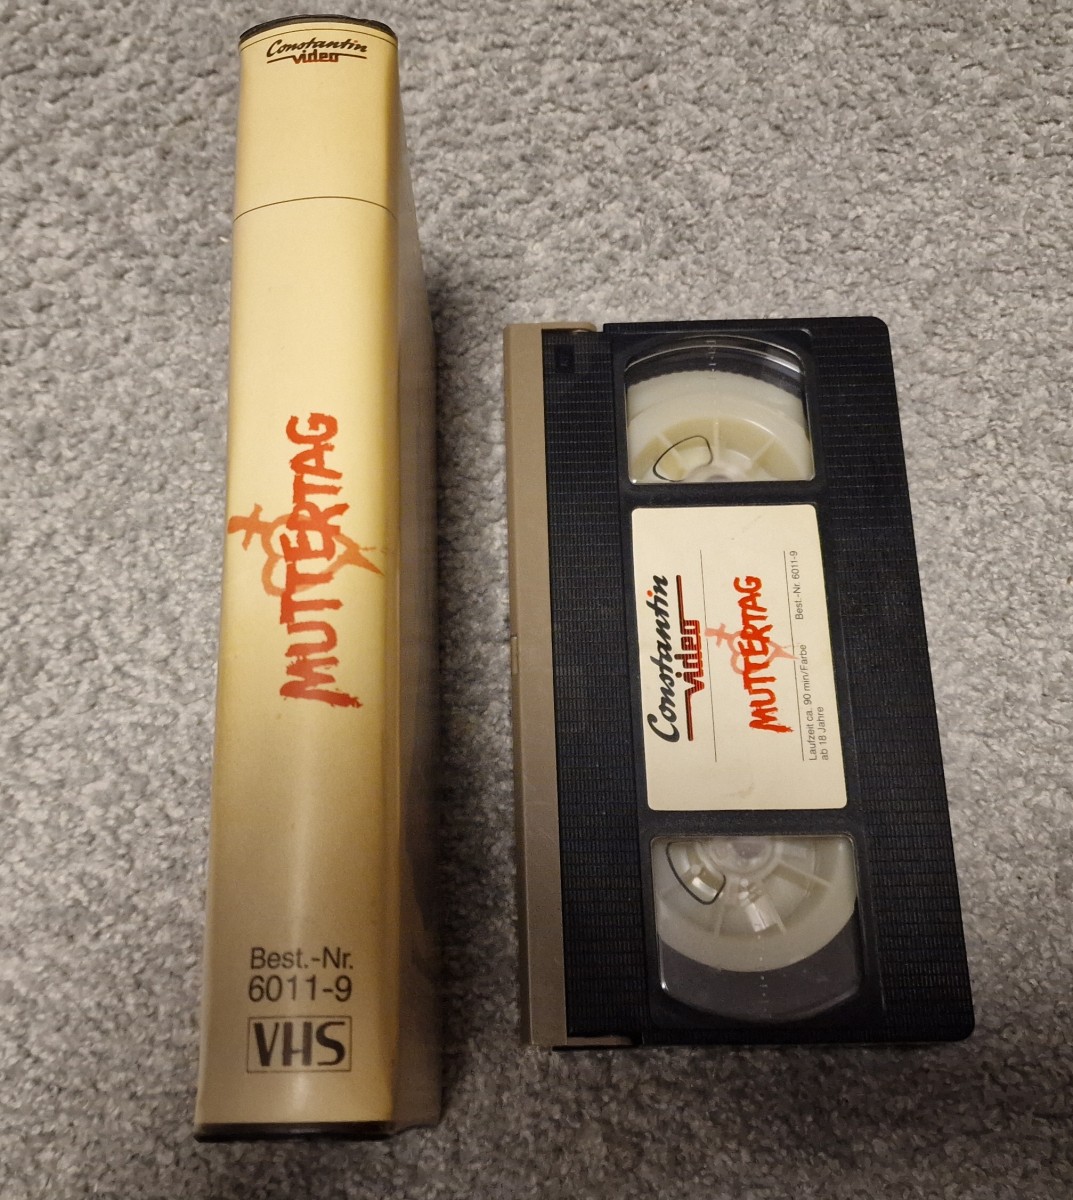 Constantin
video
MUTTERTAG
Best.-Nr.
6011-9
VHS
Constantin
video
MUTTERTAG
Laufzeit ca. 90 min/Farbe Best.-Nr. 6011-9
ab 18 Jahre